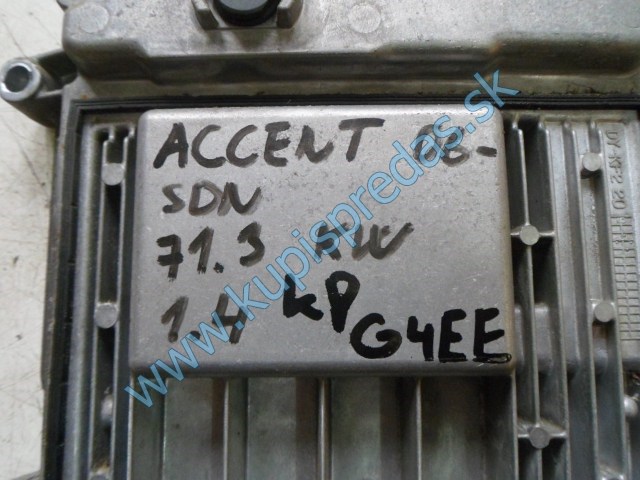 ACCENT 06-
SDN
71.3 KW
1.4 kP G4EE
www.kupispredas.sk